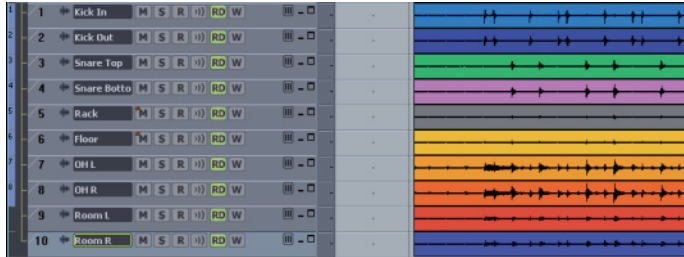 1 Kick In M S R RD W
2 Kick Out M S R RD W
3 Snare Top M S R RD W
4 Snare Botto M S R RD W
5 Rack M S R RD W
6 Floor M S R RD W
7 OH L M S R RD W
8 OH R M S R RD W
9 Room L M S R RD W
10 Room R M S R RD W